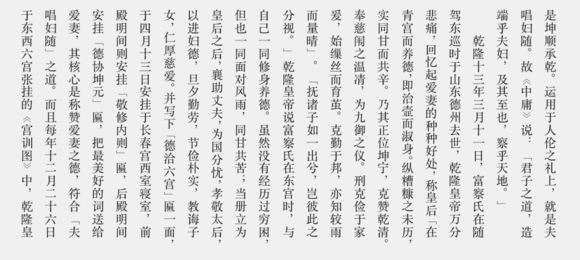 是坤顺承乾。运用于人伦之礼上，就是夫
唱妇随。故《中庸》说：「君子之道，造
端乎夫妇，及其至也，察乎天地。」
乾隆十三年三月十一日，富察氏在随
驾东巡时于山东德州去世，乾隆皇帝万分
悲痛，回忆起爱妻的种种好处，称皇后「在
青宫而养德，即治壸而淑身。纵糟糠之未历，
实同甘而共辛。乃其正位坤宁，克赞乾清。
奉慈闱之温凊，为九御之仪。刑克俭于家
爰，始缫丝而育茧。克勤于邦，亦知较雨
而量晴」。「抚诸子如一出兮，岂彼此之
分视。」乾隆皇帝说富察氏在东宫时，与
自己一同修身养德。虽然没有经历过穷困，
但也一同面对风雨，同甘共苦；当册立为
皇后之后，襄助丈夫，为国分忧，孝敬太后，
以进妇德，旦夕勤劳，节俭朴实，教诲子
女，仁厚慈爱。并写下「德洽六宫」匾一面，
于四月十三日安挂于长春宫西室寝室，前
殿明间则安挂「敬修内则」匾，后殿明间
安挂「德协坤元」匾，把最美好的词送给
爱妻，其核心是称赞爱妻之德，符合「夫
唱妇随」之道。而且每年十二月二十六日
于东西六宫张挂的《宫训图》中，乾隆皇